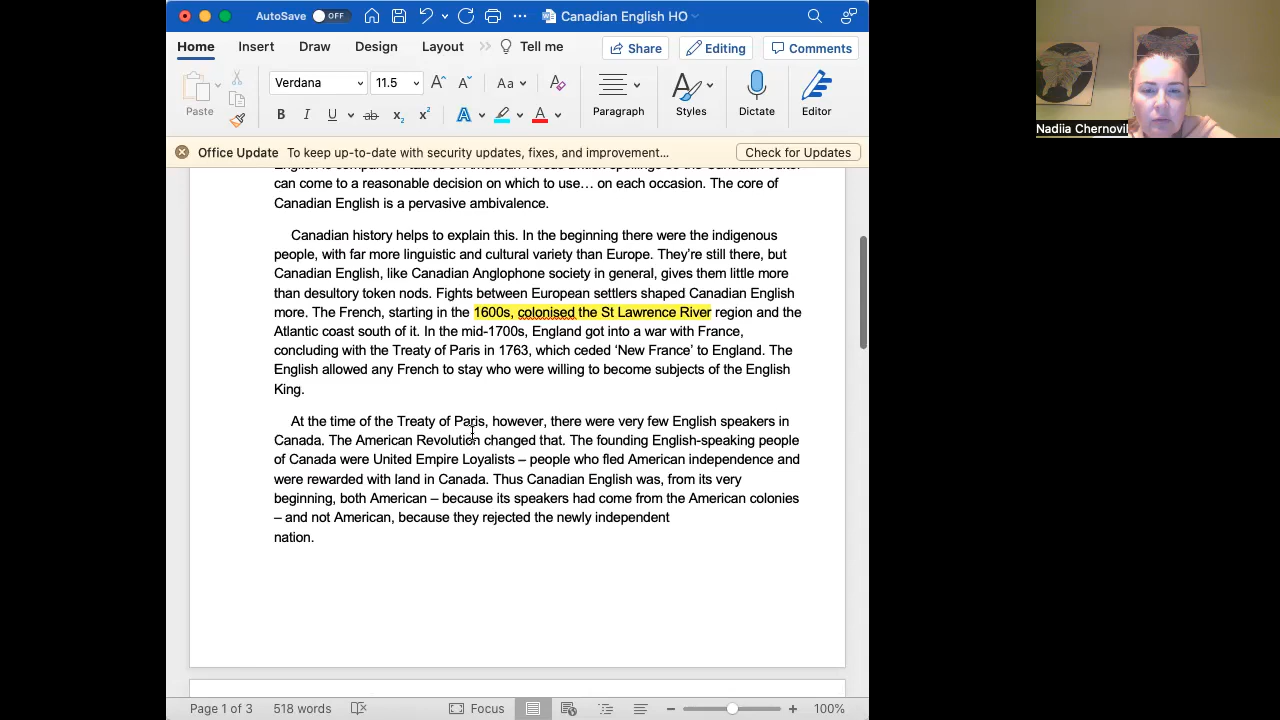 AutoSave OFF Canadian English HO
Home Insert Draw Design Layout Tell me Share Editing Comments
Paste Verdana 11.5 Aa Paragraph Styles Dictate Editor
B I U ab x₂ x² A A
Office Update To keep up-to-date with security updates, fixes, and improvement... Check for Updates
can come to a reasonable decision on which to use… on each occasion. The core of
Canadian English is a pervasive ambivalence.
Canadian history helps to explain this. In the beginning there were the indigenous
people, with far more linguistic and cultural variety than Europe. They’re still there, but
Canadian English, like Canadian Anglophone society in general, gives them little more
than desultory token nods. Fights between European settlers shaped Canadian English
more. The French, starting in the 1600s, colonised the St Lawrence River region and the
Atlantic coast south of it. In the mid-1700s, England got into a war with France,
concluding with the Treaty of Paris in 1763, which ceded ‘New France’ to England. The
English allowed any French to stay who were willing to become subjects of the English
King.
At the time of the Treaty of Paris, however, there were very few English speakers in
Canada. The American Revolution changed that. The founding English-speaking people
of Canada were United Empire Loyalists – people who fled American independence and
were rewarded with land in Canada. Thus Canadian English was, from its very
beginning, both American – because its speakers had come from the American colonies
– and not American, because they rejected the newly independent
nation.
Page 1 of 3 518 words Focus 100%
Nadiia Chernovil